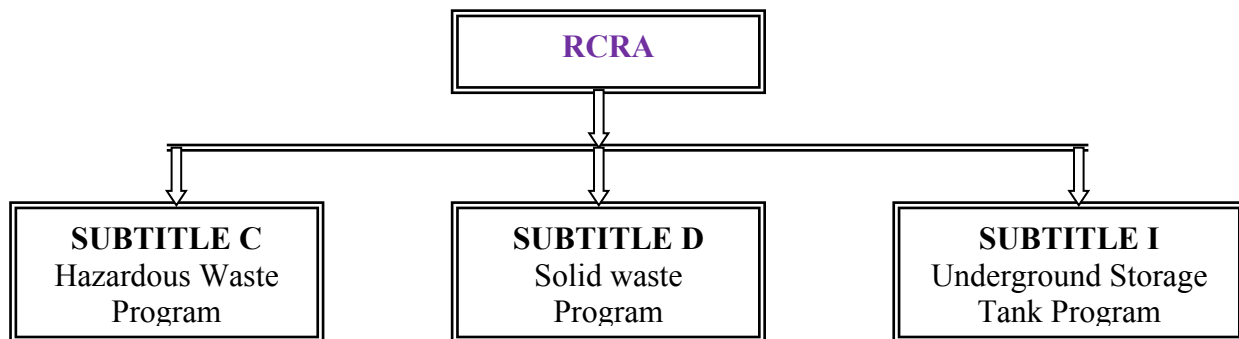 RCRA
SUBTITLE C
Hazardous Waste
Program
SUBTITLE D
Solid waste
Program
SUBTITLE I
Underground Storage
Tank Program